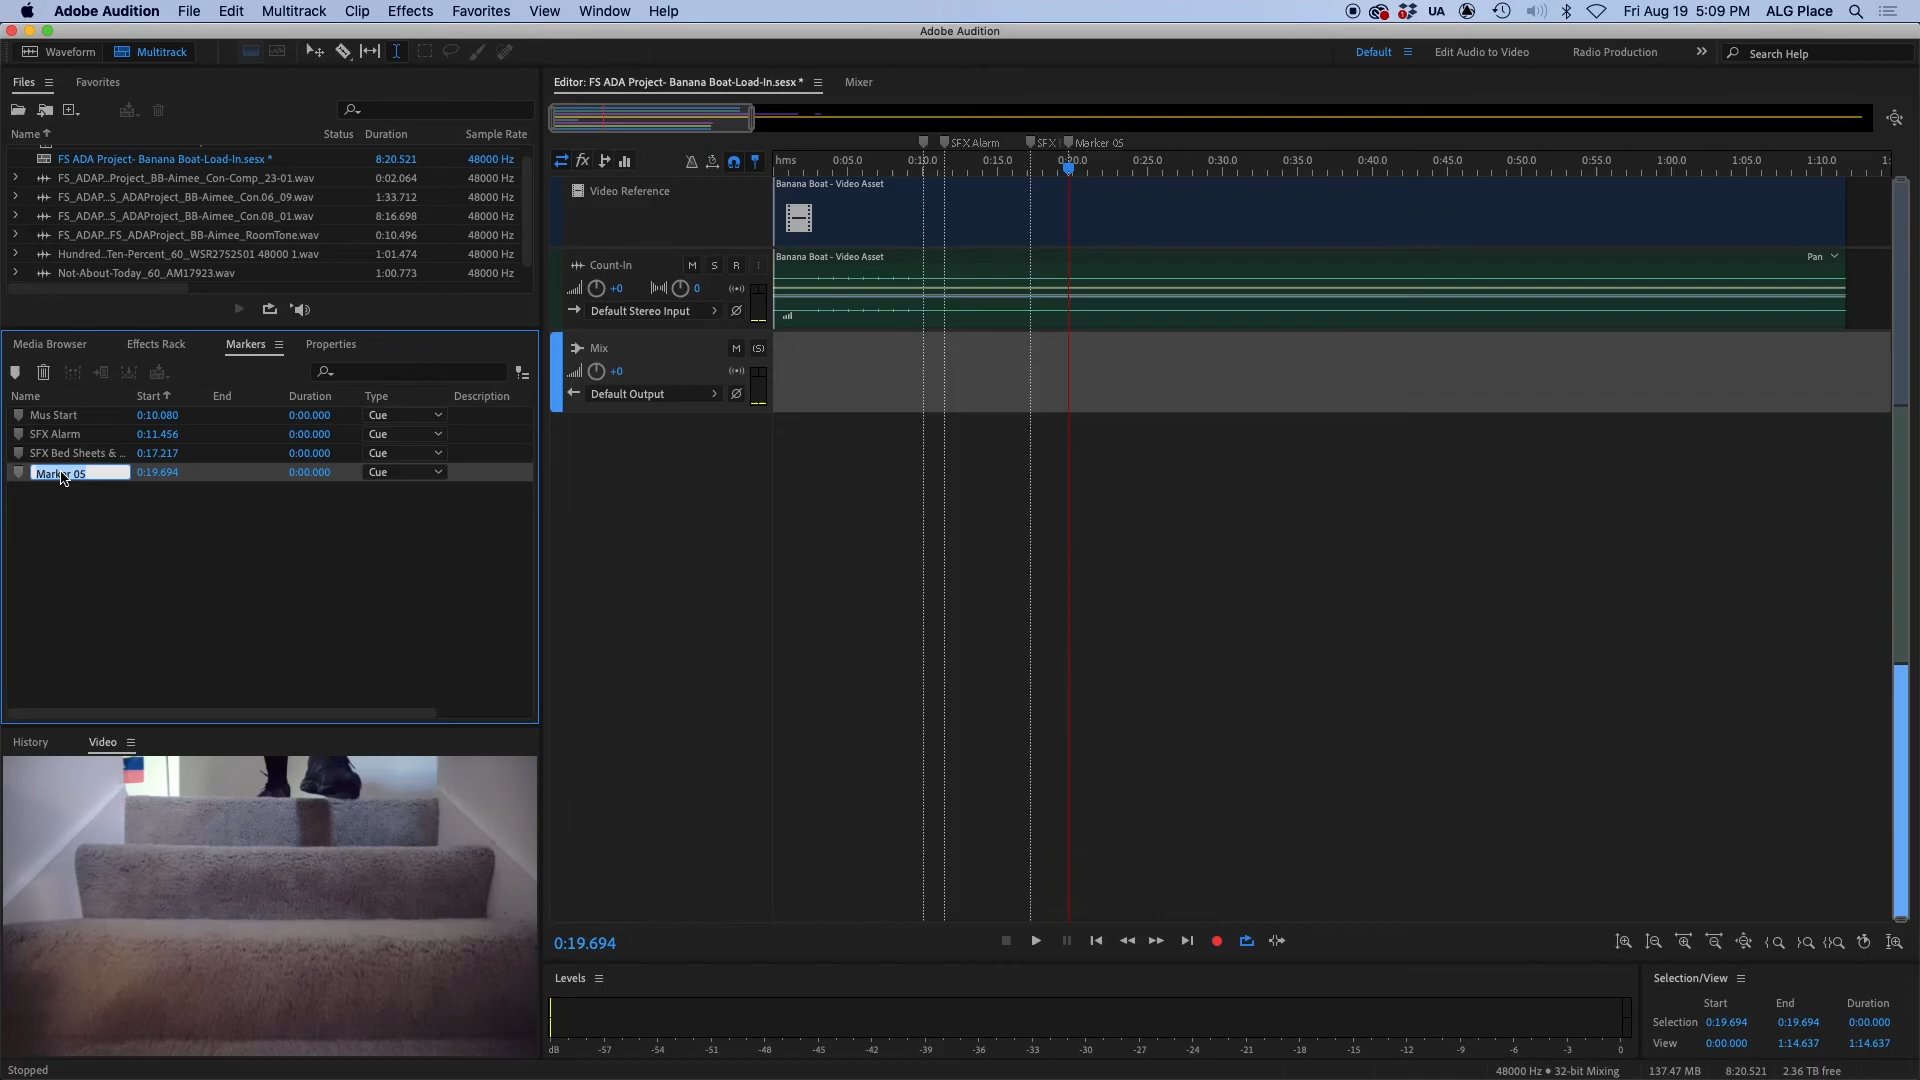 Adobe Audition File Edit Multitrack Clip Effects Favorites View Window Help UA Fri Aug 19 5:09 PM ALG Place
Adobe Audition
Waveform Multitrack Default Edit Audio to Video Radio Production Search Help
Files Favorites
Name Status Duration Sample Rate
FS ADA Project- Banana Boat-Load-In.sesx * 8:20.521 48000 Hz
FS_ADAP...Project_BB-Aimee_Con-Comp_23-01.wav 0:02.064 48000 Hz
FS_ADAP...S_ADAProject_BB-Aimee_Con.06_09.wav 1:33.712 48000 Hz
FS_ADAP...S_ADAProject_BB-Aimee_Con.08_01.wav 8:16.698 48000 Hz
FS_ADAP...FS_ADAProject_BB-Aimee_RoomTone.wav 0:10.496 48000 Hz
Hundred...Ten-Percent_60_WSR2752501 48000 1.wav 1:01.474 48000 Hz
Not-About-Today_60_AM17923.wav 1:00.773 48000 Hz
Media Browser Effects Rack Markers Properties
Name Start End Duration Type Description
Mus Start 0:10.080 0:00.000 Cue
SFX Alarm 0:11.456 0:00.000 Cue
SFX Bed Sheets & ... 0:17.217 0:00.000 Cue
Marker 05 0:19.694 0:00.000 Cue
History Video
Editor: FS ADA Project- Banana Boat-Load-In.sesx * Mixer
SFX Alarm SFX Marker 05
hms 0:05.0 0:10.0 0:15.0 0:20.0 0:25.0 0:30.0 0:35.0 0:40.0 0:45.0 0:50.0 0:55.0 1:00.0 1:05.0 1:10.0 1:
Video Reference Banana Boat - Video Asset
Count-In M S R I Banana Boat - Video Asset Pan
+0 0
Default Stereo Input
Mix M (S)
+0
Default Output
0:19.694
Levels
dB -57 -54 -51 -48 -45 -42 -39 -36 -33 -30 -27 -24 -21 -18 -15 -12 -9 -6 -3 0
Selection/View
Start End Duration
Selection 0:19.694 0:19.694 0:00.000
View 0:00.000 1:14.637 1:14.637
Stopped 48000 Hz • 32-bit Mixing 137.47 MB 8:20.521 2.36 TB free